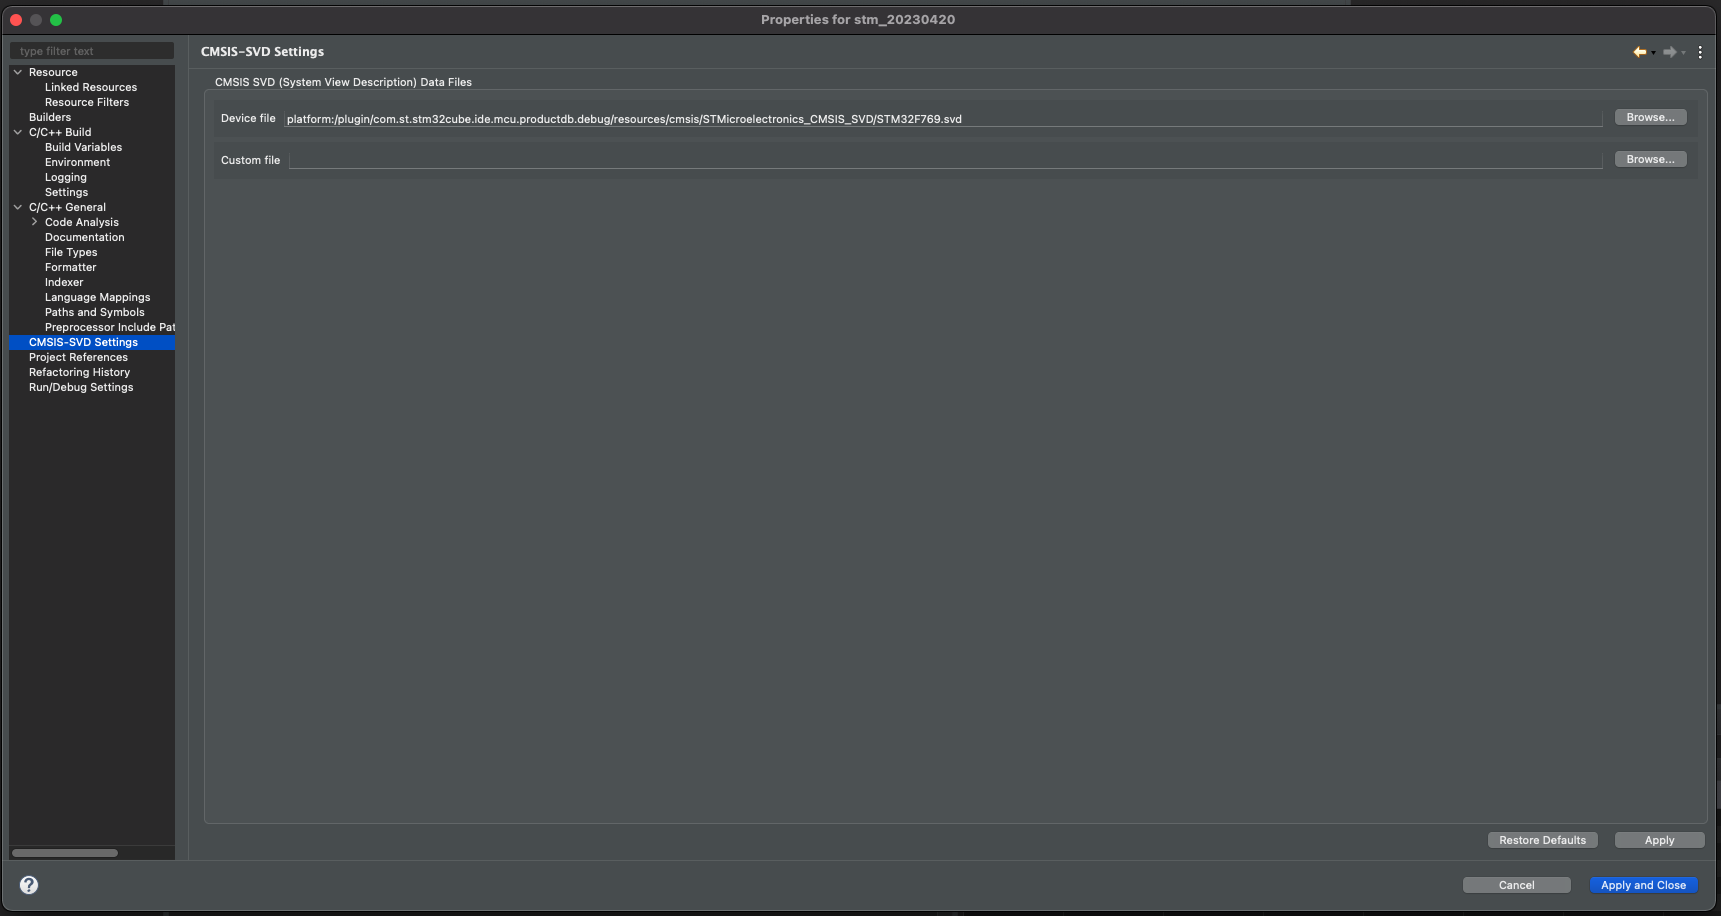 Properties for stm_20230420
type filter text
Resource
Linked Resources
Resource Filters
Builders
C/C++ Build
Build Variables
Environment
Logging
Settings
C/C++ General
Code Analysis
Documentation
File Types
Formatter
Indexer
Language Mappings
Paths and Symbols
Preprocessor Include Pat
CMSIS-SVD Settings
Project References
Refactoring History
Run/Debug Settings
CMSIS-SVD Settings
CMSIS SVD (System View Description) Data Files
Device file platform:/plugin/com.st.stm32cube.ide.mcu.productdb.debug/resources/cmsis/STMicroelectronics_CMSIS_SVD/STM32F769.svd Browse...
Custom file Browse...
Restore Defaults Apply
? Cancel Apply and Close